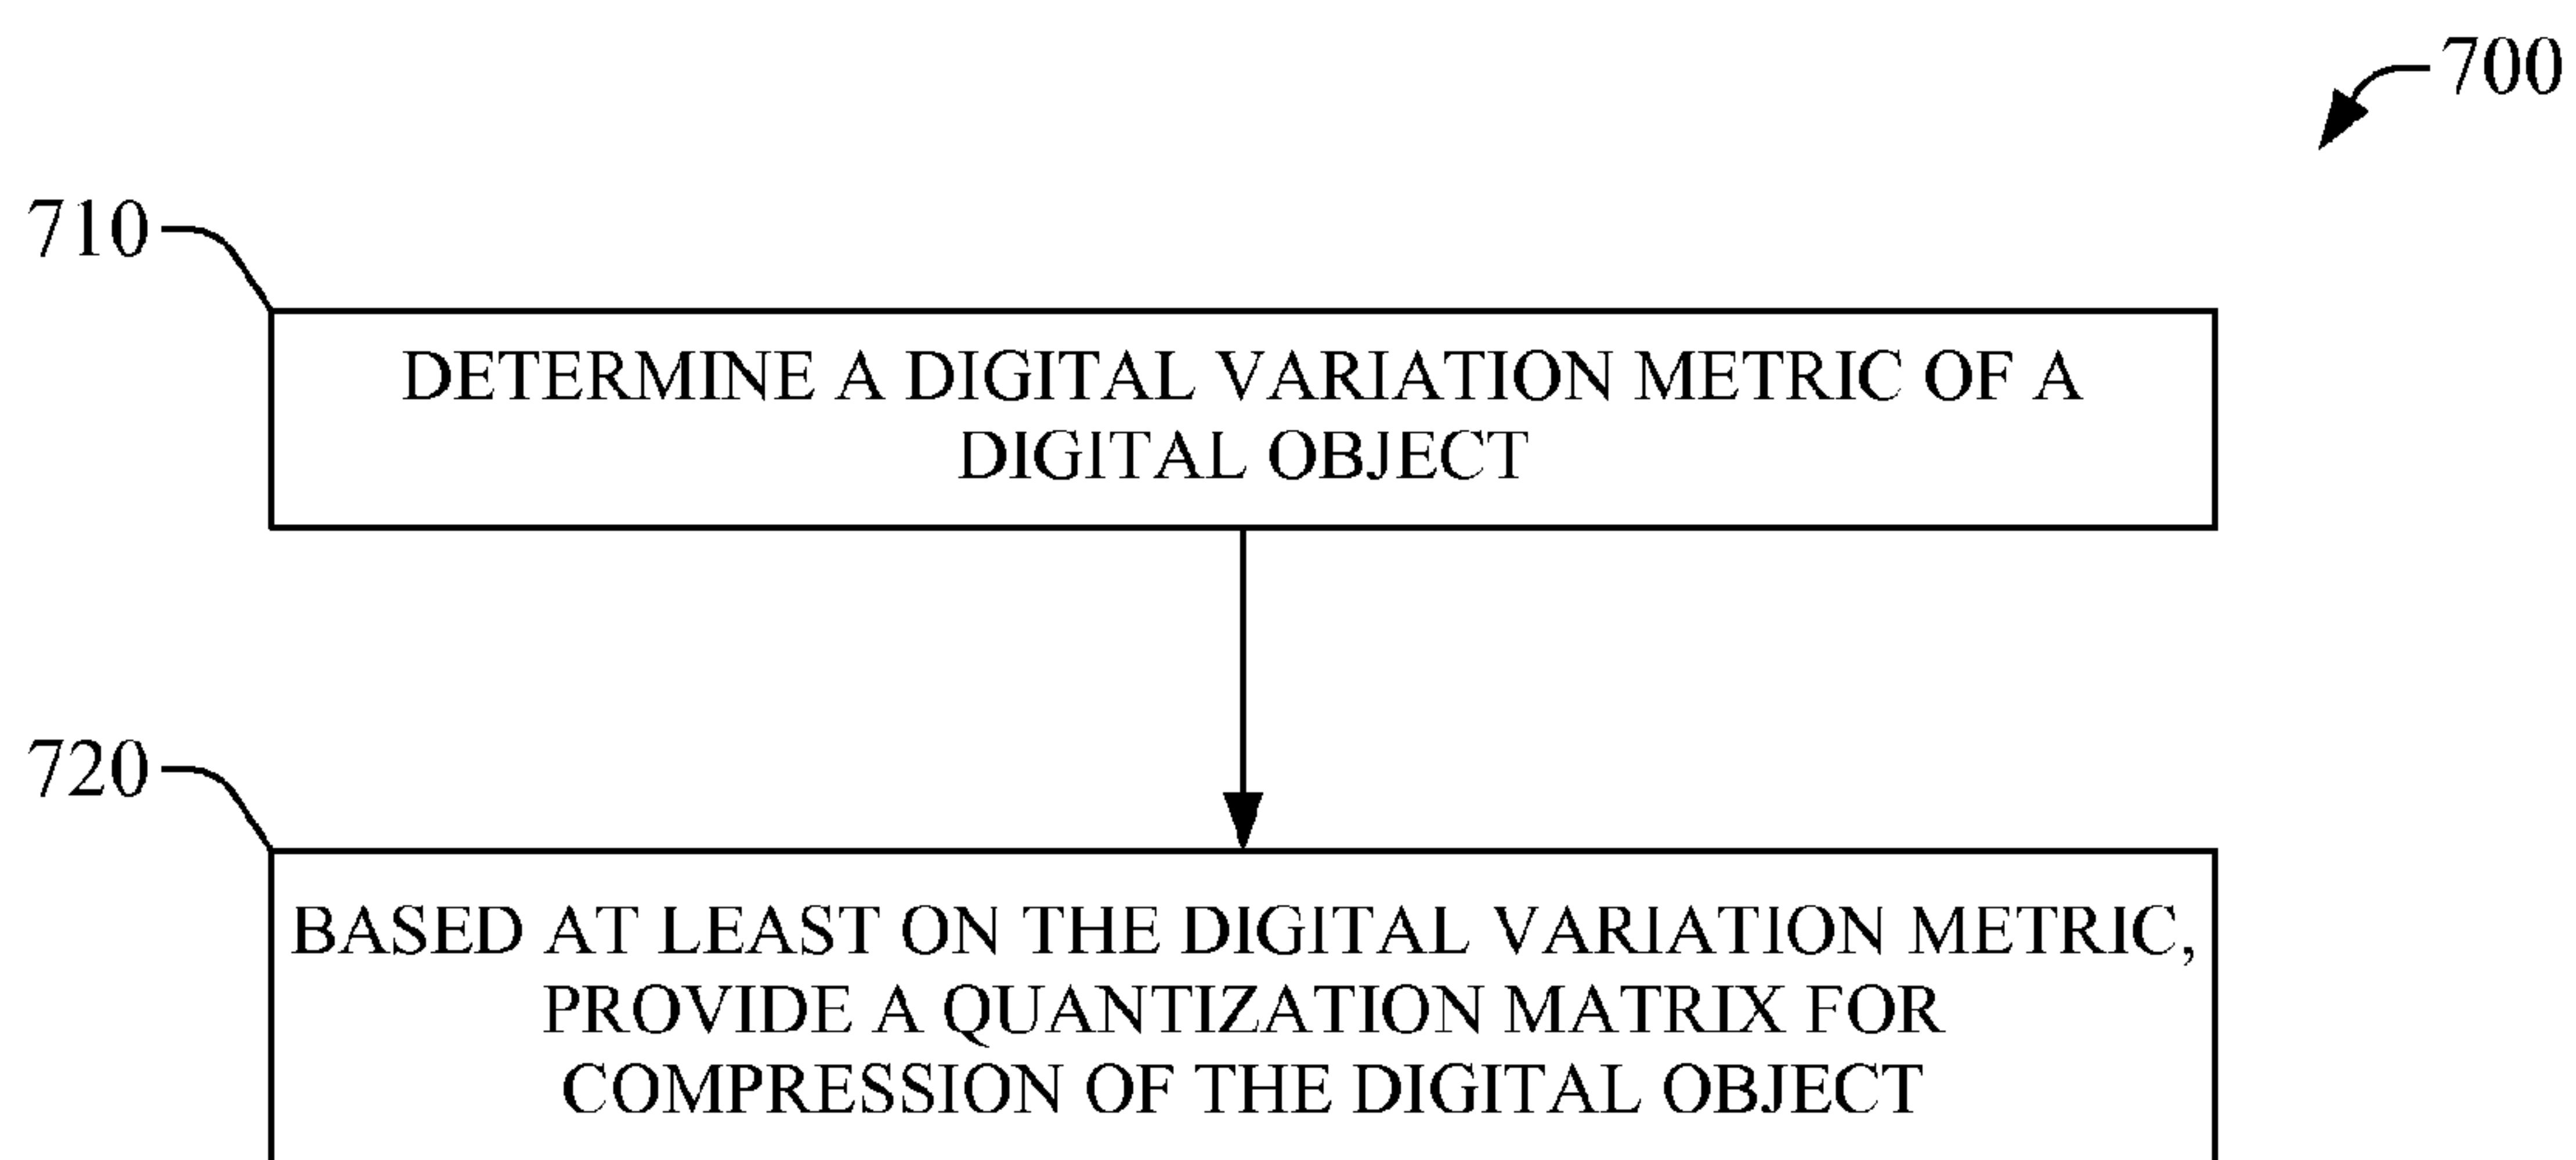 700
710
DETERMINE A DIGITAL VARIATION METRIC OF A
DIGITAL OBJECT
720
BASED AT LEAST ON THE DIGITAL VARIATION METRIC,
PROVIDE A QUANTIZATION MATRIX FOR
COMPRESSION OF THE DIGITAL OBJECT